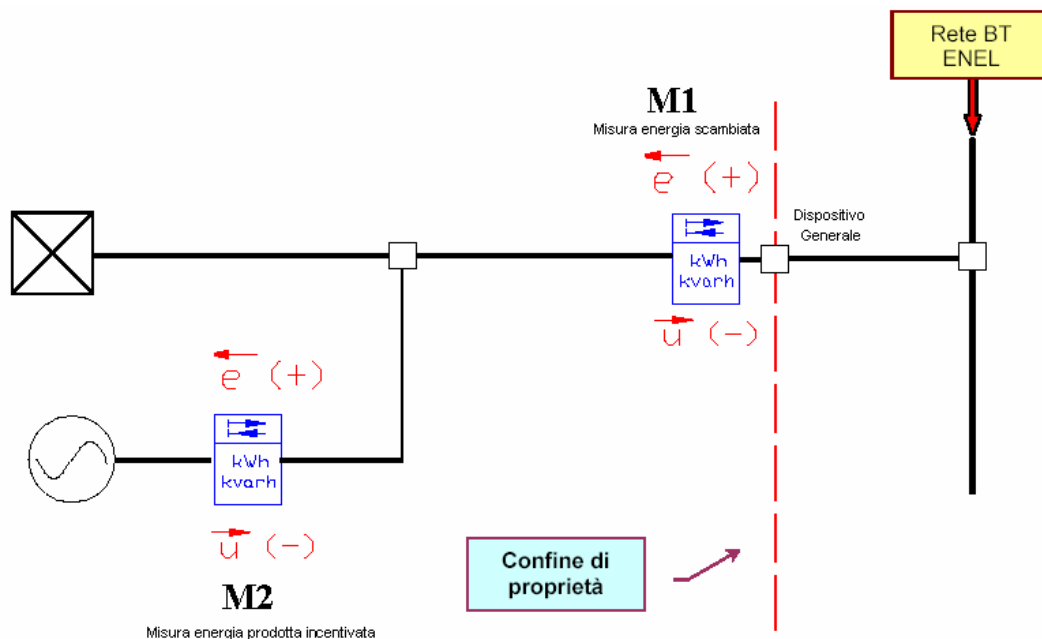 Rete BT
ENEL
M1
Misura energia scambiata
e (+)
Dispositivo
Generale
kWh
kvarh
u (-)
e (+)
kWh
kvarh
u (-)
M2
Misura energia prodotta incentivata
Confine di
proprietà